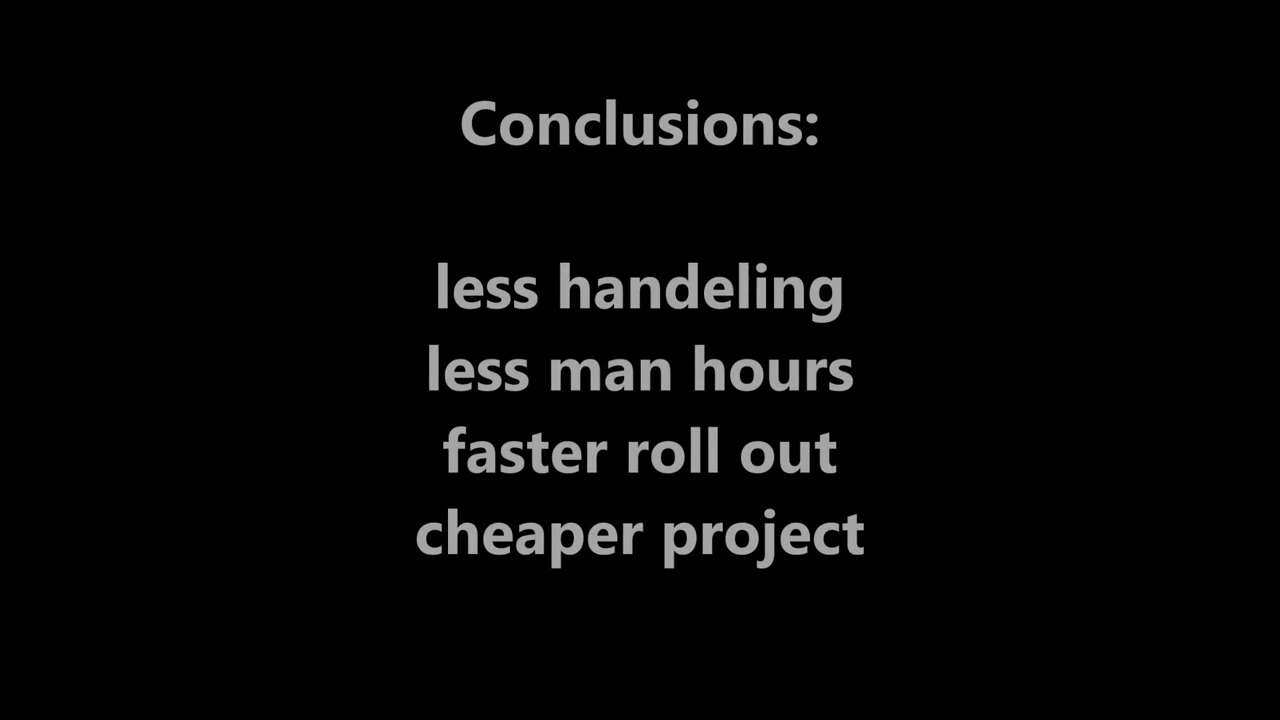 Conclusions:
less handeling
less man hours
faster roll out
cheaper project